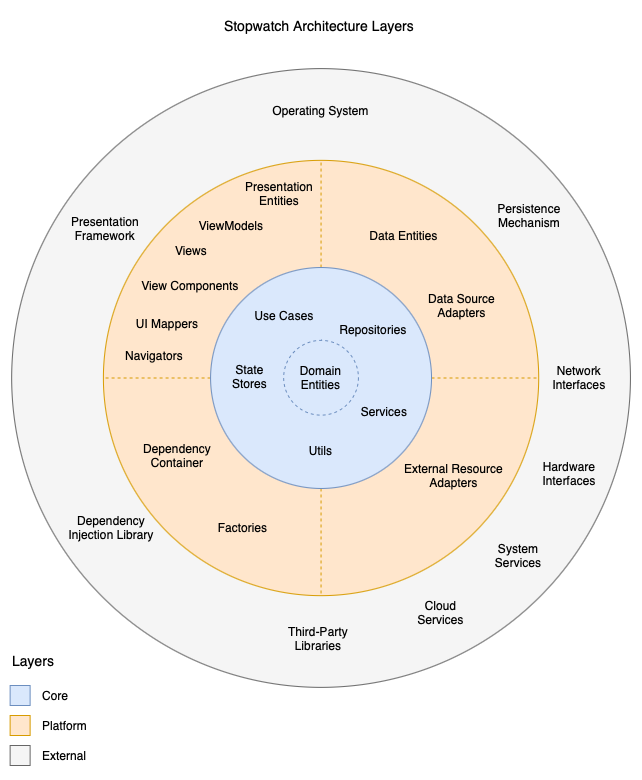 Stopwatch Architecture Layers
Operating System
Presentation
Entities
Presentation
Framework
ViewModels
Persistence
Mechanism
Data Entities
Views
View Components
Data Source
Adapters
Use Cases
UI Mappers
Repositories
Navigators
State
Stores
Domain
Entities
Network
Interfaces
Services
Utils
Dependency
Container
External Resource
Adapters
Hardware
Interfaces
Dependency
Injection Library
Factories
System
Services
Cloud
Services
Third-Party
Libraries
Layers
Core
Platform
External